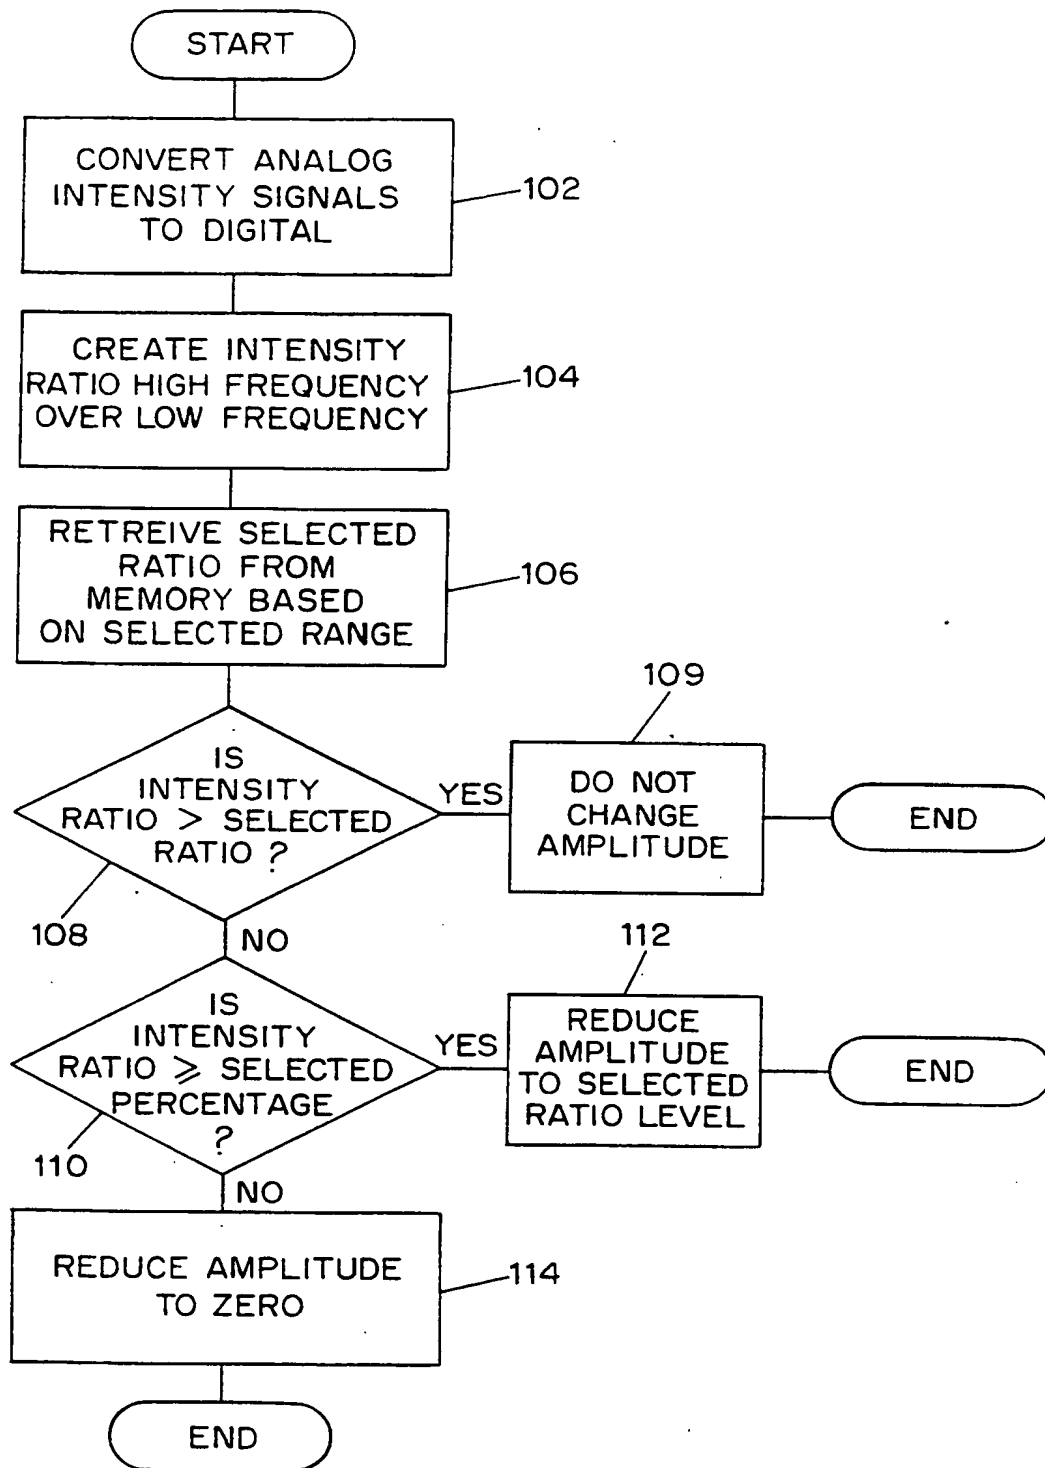 START
CONVERT ANALOG
INTENSITY SIGNALS
TO DIGITAL
102
CREATE INTENSITY
RATIO HIGH FREQUENCY
OVER LOW FREQUENCY
104
RETREIVE SELECTED
RATIO FROM
MEMORY BASED
ON SELECTED RANGE
106
IS
INTENSITY
RATIO > SELECTED
RATIO ?
108
YES
109
DO NOT
CHANGE
AMPLITUDE
END
NO
IS
INTENSITY
RATIO ⩾ SELECTED
PERCENTAGE
?
110
YES
112
REDUCE
AMPLITUDE
TO SELECTED
RATIO LEVEL
END
NO
REDUCE AMPLITUDE
TO ZERO
114
END